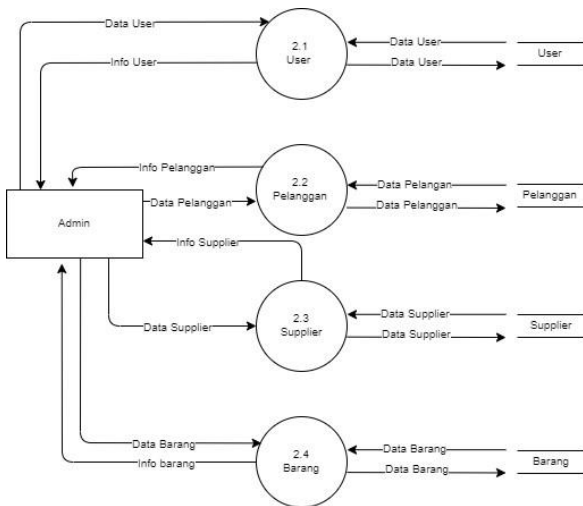 Data User
2.1
User
Data User
User
Info User
Data User
Info Pelanggan
2.2
Pelanggan
Data Pelangan
Pelanggan
Data Pelanggan
Data Pelanggan
Admin
Info Supplier
2.3
Supplier
Data Supplier
Supplier
Data Supplier
Data Supplier
Data Barang
2.4
Barang
Data Barang
Barang
Info barang
Data Barang